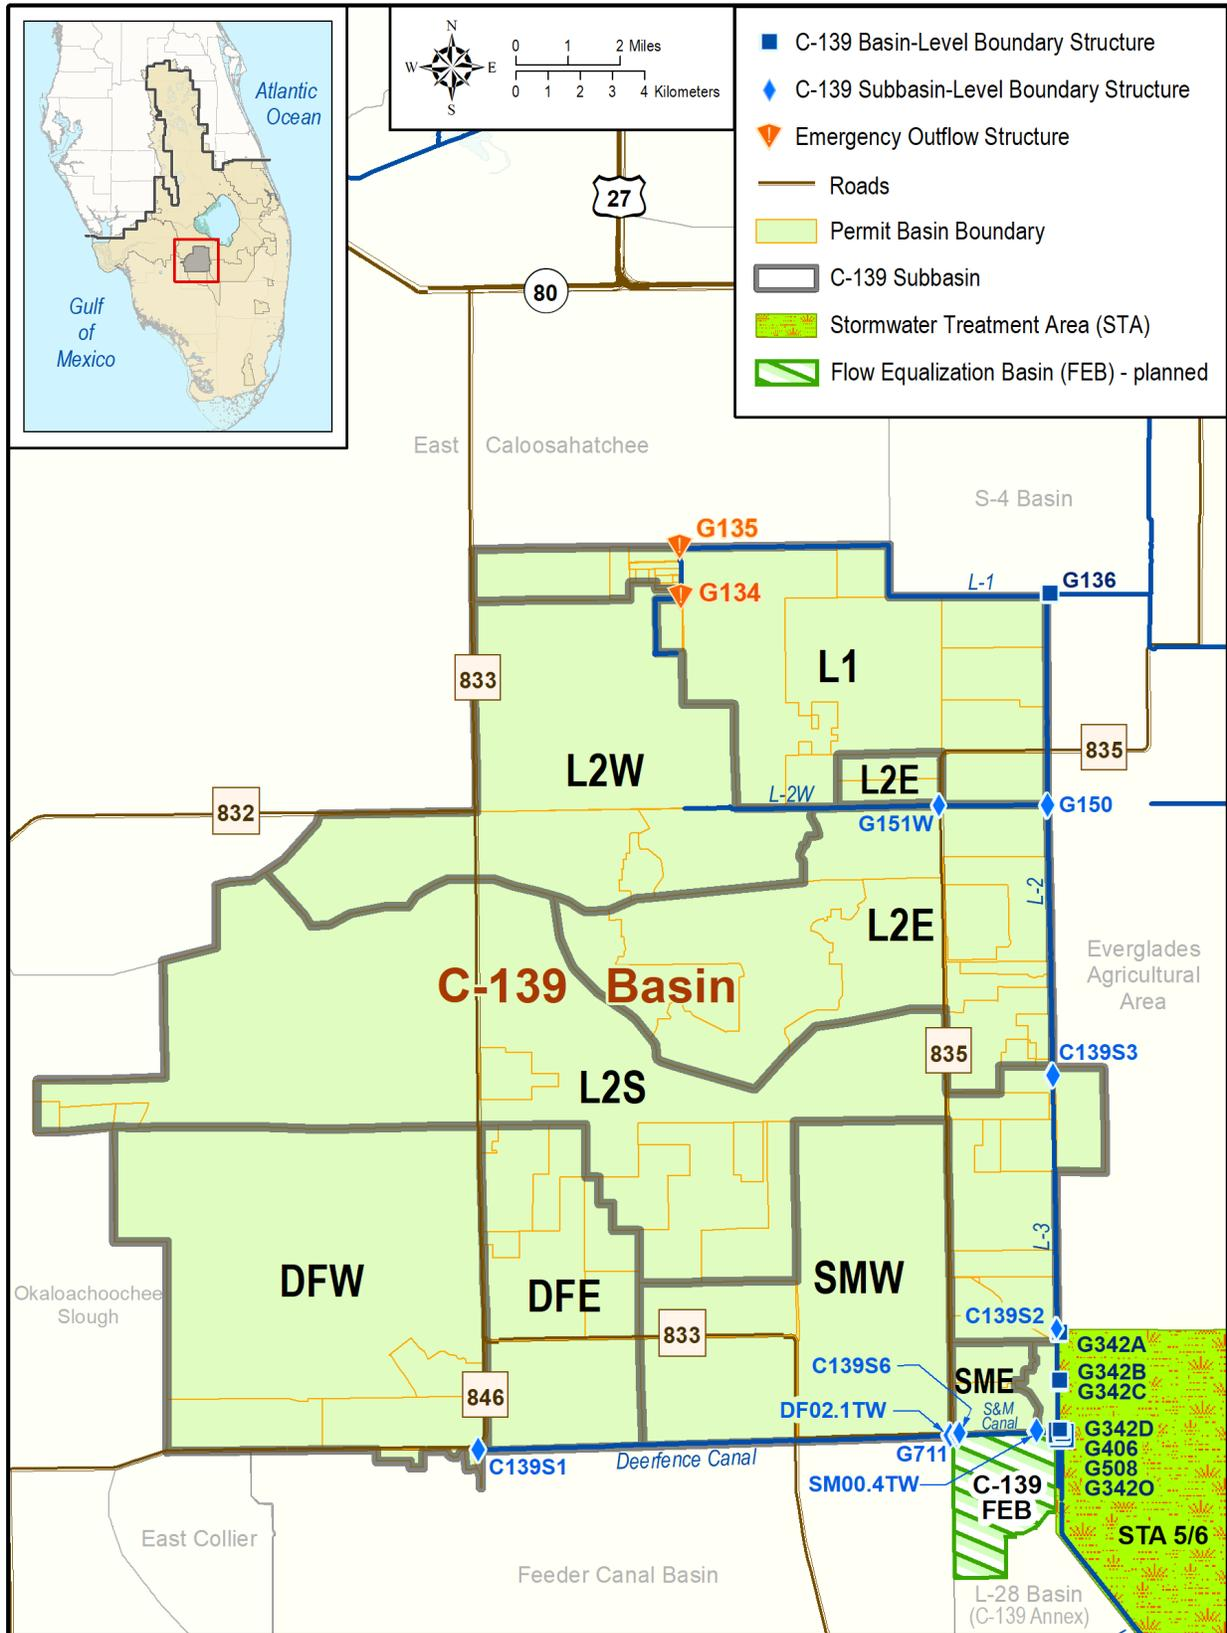 Atlantic
Ocean
Gulf
of
Mexico
N
W
E
S
0 1 2 Miles
0 1 2 3 4 Kilometers
C-139 Basin-Level Boundary Structure
C-139 Subbasin-Level Boundary Structure
Emergency Outflow Structure
Roads
Permit Basin Boundary
C-139 Subbasin
Stormwater Treatment Area (STA)
Flow Equalization Basin (FEB) - planned
27
80
East Caloosahatchee
S-4 Basin
G135
G134
L-1
G136
833
L1
835
L2W
L2E
L-2W
832
G151W
G150
L-2
L2E
Everglades
Agricultural
Area
C-139 Basin
835
C139S3
L2S
L-3
DFW
DFE
SMW
Okaloachoochee
Slough
833
C139S2
G342A
C139S6
SME
G342B
G342C
846
DF02.1TW
S&M
Canal
G342D
G406
G508
G342O
C139S1
Deerfence Canal
G711
SM00.4TW
C-139
FEB
STA 5/6
East Collier
Feeder Canal Basin
L-28 Basin
(C-139 Annex)